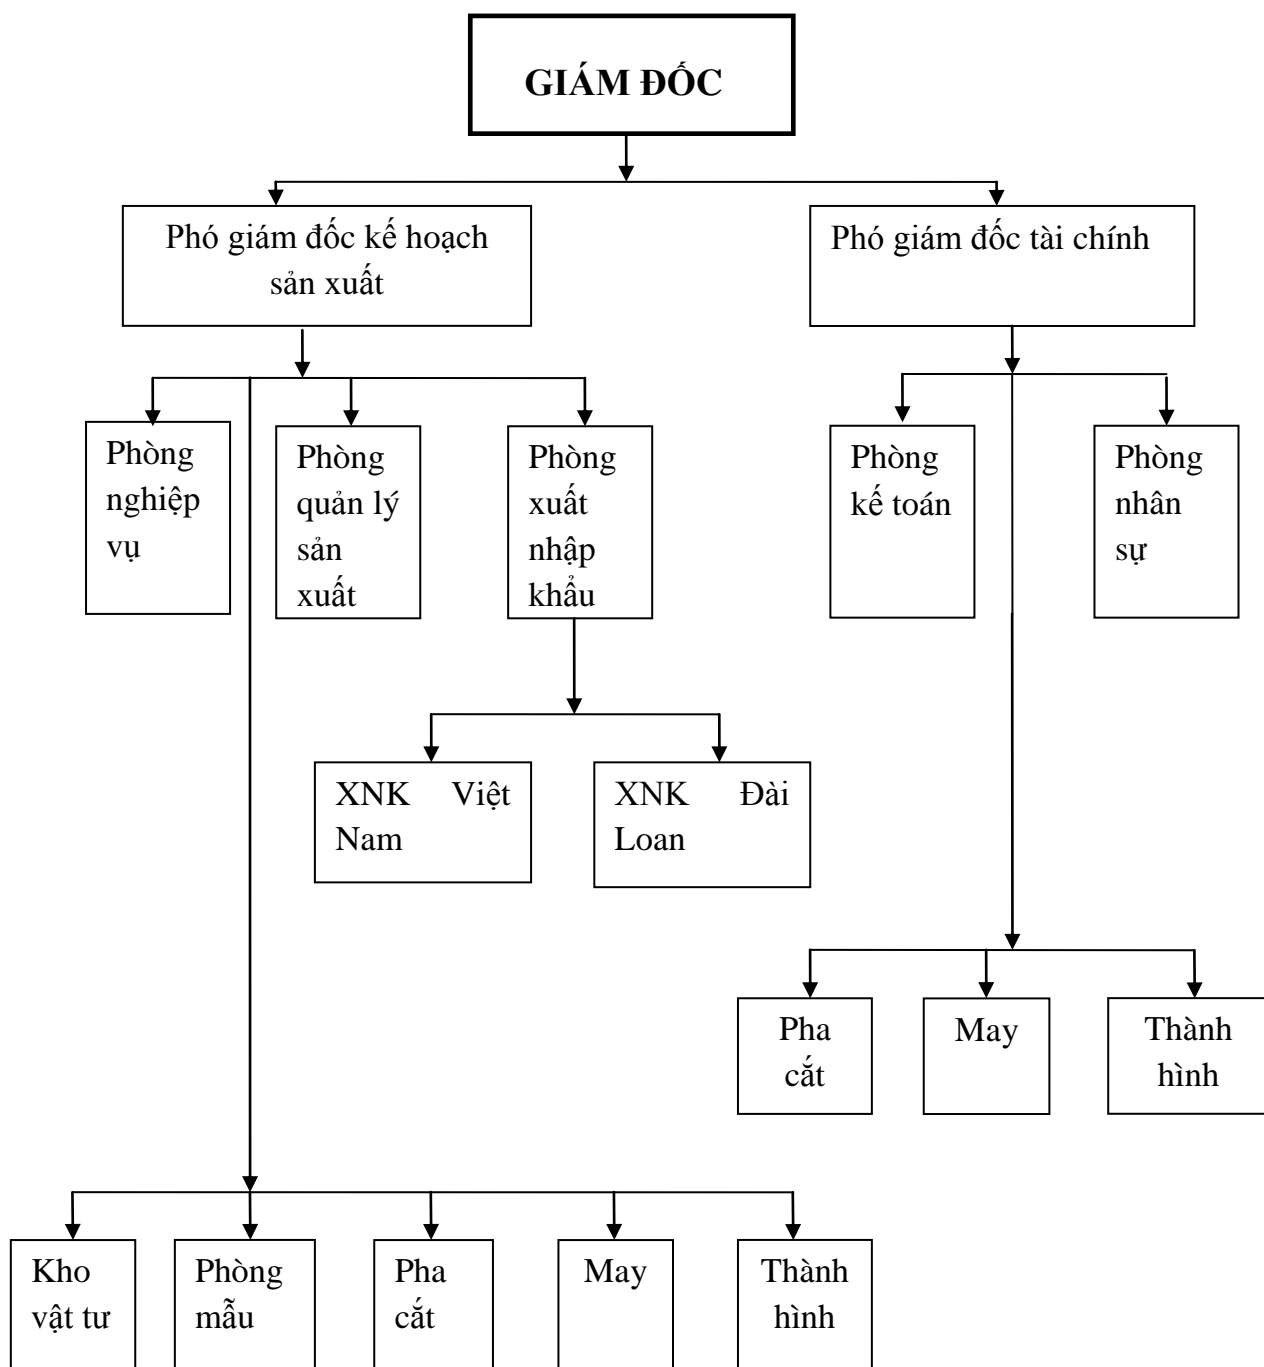 GIÁM ĐỐC
Phó giám đốc kế hoạch
sản xuất
Phó giám đốc tài chính
Phòng
nghiệp
vụ
Phòng
quản lý
sản
xuất
Phòng
xuất
nhập
khẩu
Phòng
kế toán
Phòng
nhân
sự
XNK Việt
Nam
XNK Đài
Loan
Pha
cắt
May
Thành
hình
Kho
vật tư
Phòng
mẫu
Pha
cắt
May
Thành
hình